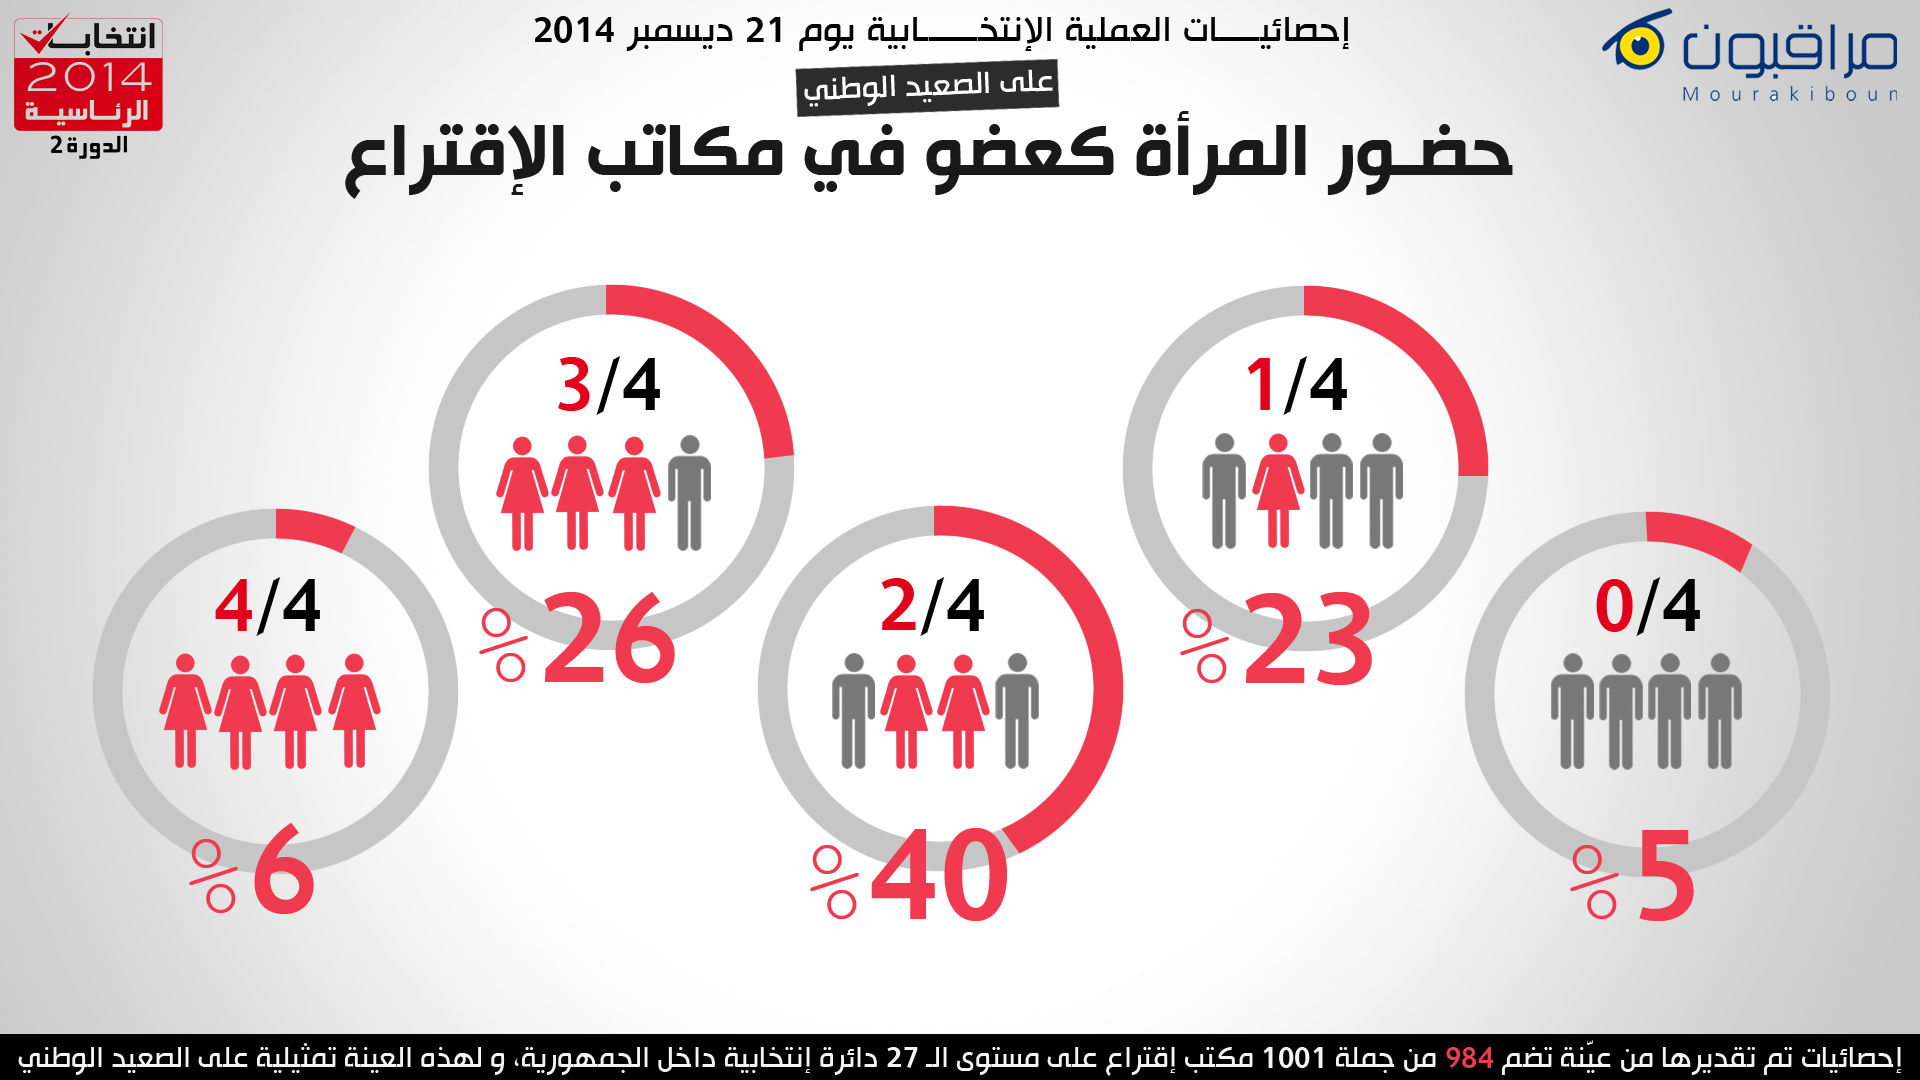 إحصائيات العملية الإنتخابية يوم 21 ديسمبر 2014
على الصعيد الوطني
حضور المرأة كعضو في مكاتب الإقتراع
مراقبون
Mourakiboun
انتخابات
2014
الرئاسية
الدورة 2
0/4
%5
1/4
%23
2/4
%40
3/4
%26
4/4
%6
إحصائيات تم تقديرها من عيّنة تضم 984 من جملة 1001 مكتب إقتراع على مستوى الـ 27 دائرة إنتخابية داخل الجمهورية، و لهذه العينة تمثيلية على الصعيد الوطني